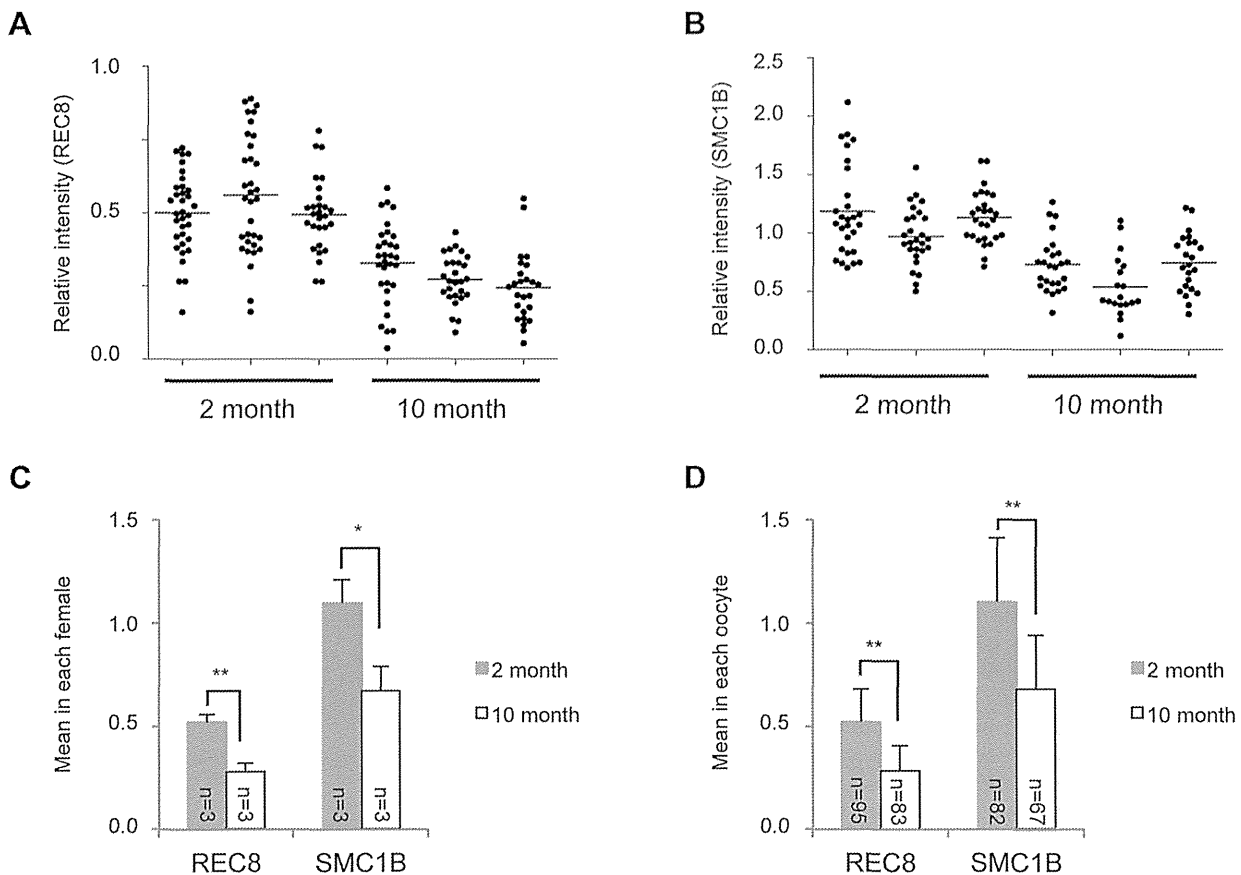 A
Relative intensity (REC8)
1.0
0.5
0.0
2 month
10 month
B
Relative intensity (SMC1B)
2.5
2.0
1.5
1.0
0.5
0.0
2 month
10 month
C
Mean in each female
1.5
1.0
0.5
0.0
**
*
n=3
n=3
n=3
n=3
REC8
SMC1B
2 month
10 month
D
Mean in each oocyte
1.5
1.0
0.5
0.0
**
**
n=95
n=83
n=82
n=67
REC8
SMC1B
2 month
10 month